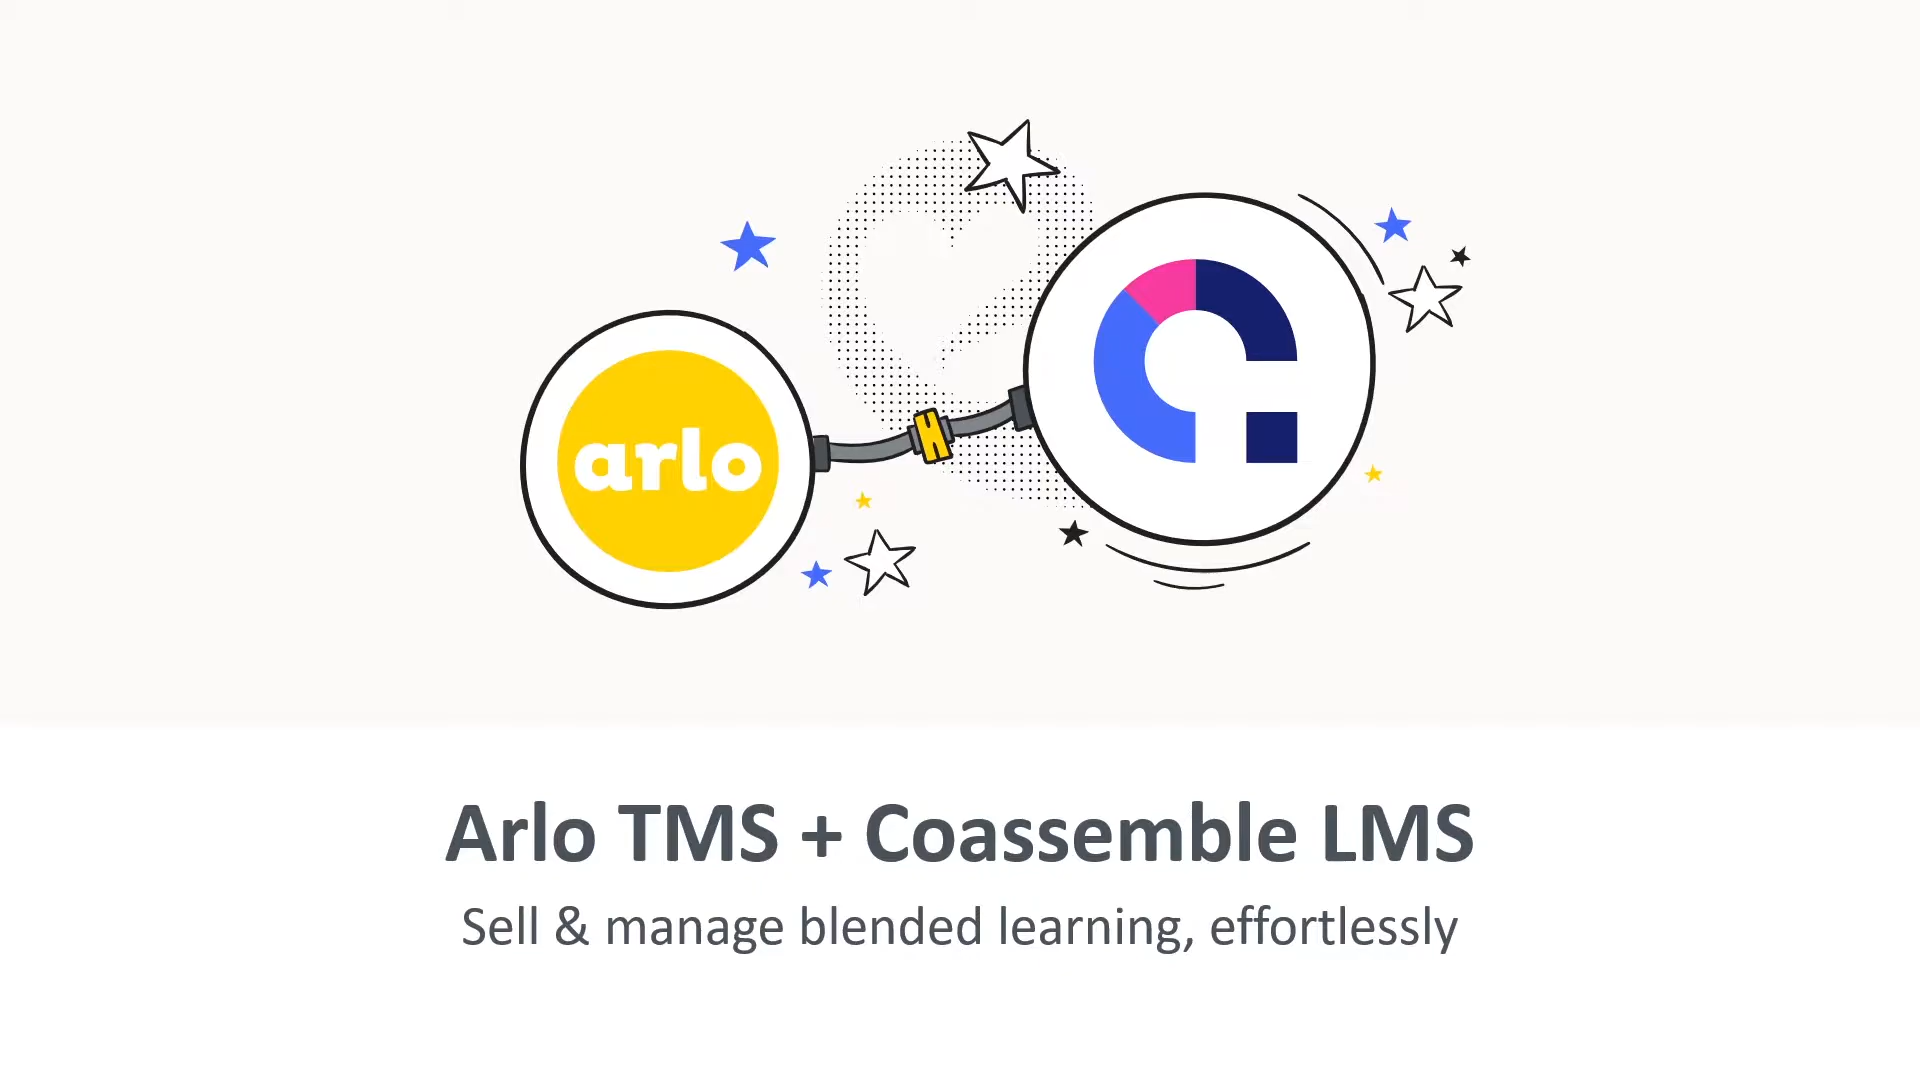 arlo
Arlo TMS + Coassemble LMS
Sell & manage blended learning, effortlessly